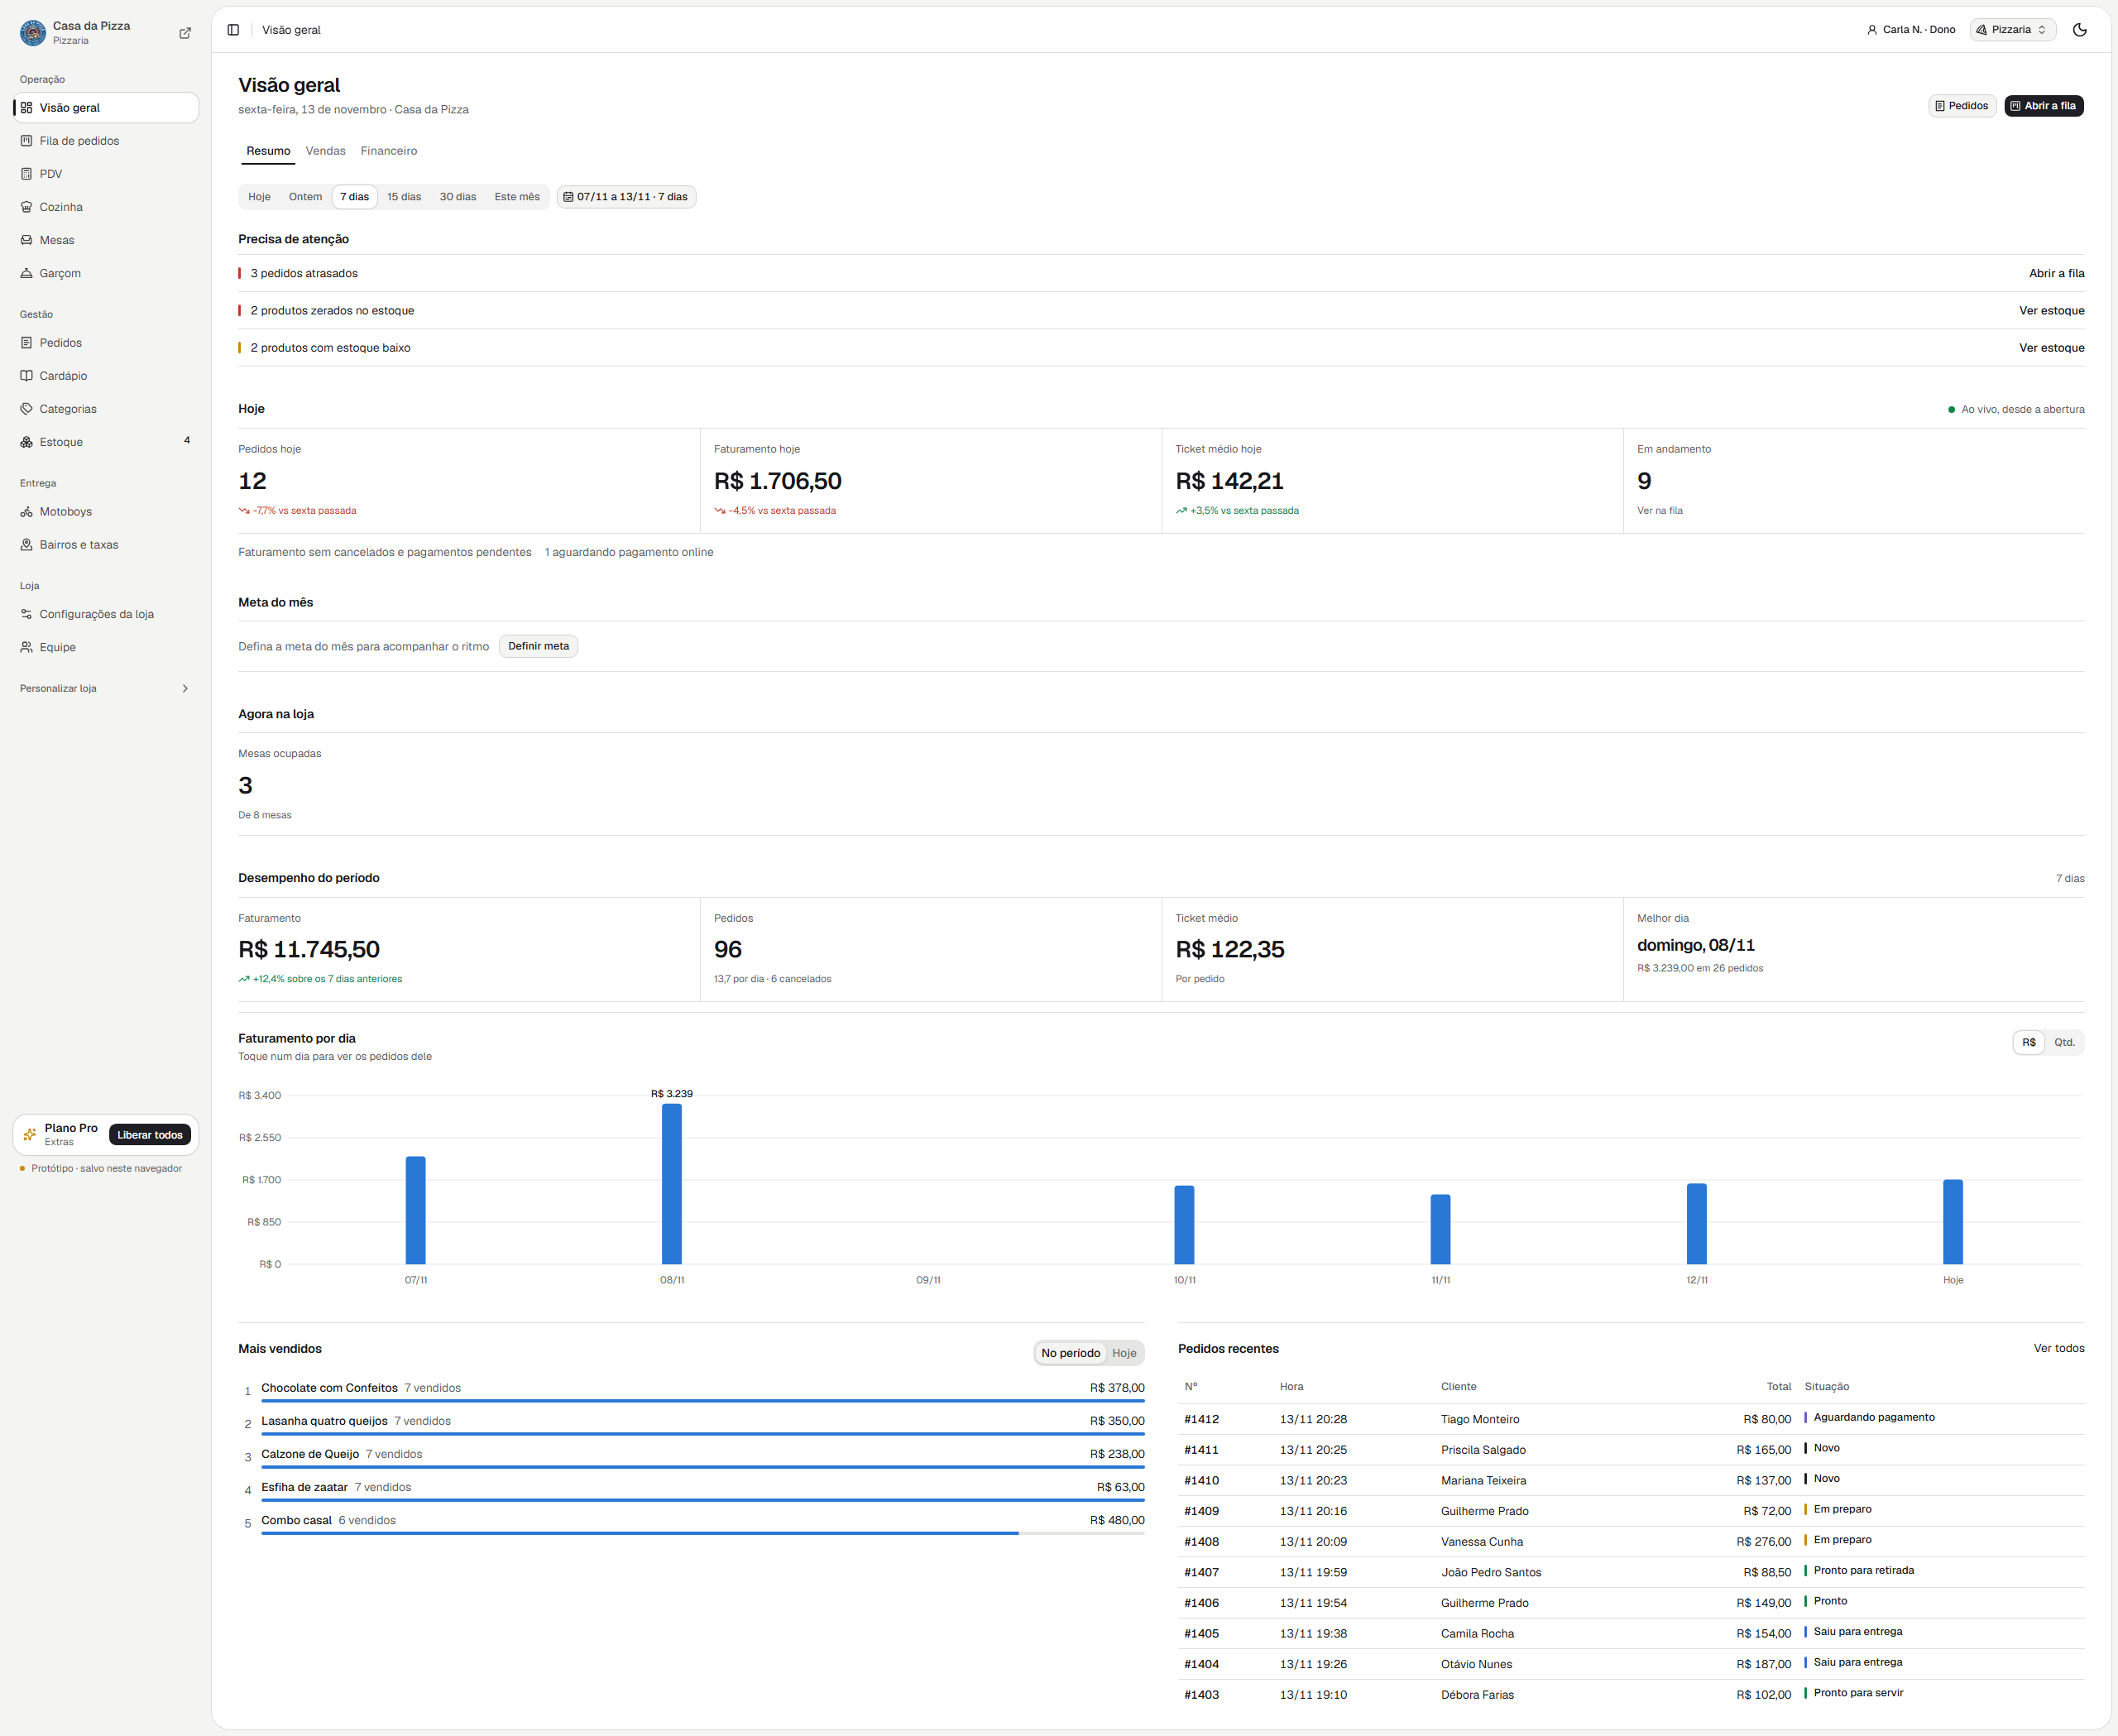 Casa da Pizza
Pizzaria
Operação
Visão geral
Fila de pedidos
PDV
Cozinha
Mesas
Garçom
Gestão
Pedidos
Cardápio
Categorias
Estoque 4
Entrega
Motoboys
Bairros e taxas
Loja
Configurações da loja
Equipe
Personalizar loja
Plano Pro
Extras
Liberar todos
Protótipo · salvo neste navegador
Visão geral
Carla N. · Dono
Pizzaria
Visão geral
sexta-feira, 13 de novembro · Casa da Pizza
Pedidos
Abrir a fila
Resumo Vendas Financeiro
Hoje Ontem 7 dias 15 dias 30 dias Este mês 07/11 a 13/11 · 7 dias
Precisa de atenção
3 pedidos atrasados Abrir a fila
2 produtos zerados no estoque Ver estoque
2 produtos com estoque baixo Ver estoque
Hoje Ao vivo, desde a abertura
Pedidos hoje
12
-7,7% vs sexta passada
Faturamento hoje
R$ 1.706,50
-4,5% vs sexta passada
Ticket médio hoje
R$ 142,21
+3,5% vs sexta passada
Em andamento
9
Ver na fila
Faturamento sem cancelados e pagamentos pendentes 1 aguardando pagamento online
Meta do mês
Defina a meta do mês para acompanhar o ritmo Definir meta
Agora na loja
Mesas ocupadas
3
De 8 mesas
Desempenho do período 7 dias
Faturamento
R$ 11.745,50
+12,4% sobre os 7 dias anteriores
Pedidos
96
13,7 por dia · 6 cancelados
Ticket médio
R$ 122,35
Por pedido
Melhor dia
domingo, 08/11
R$ 3.239,00 em 26 pedidos
Faturamento por dia
Toque num dia para ver os pedidos dele
R$ Qtd.
R$ 3.400
R$ 2.550
R$ 1.700
R$ 850
R$ 0
R$ 3.239
07/11 08/11 09/11 10/11 11/11 12/11 Hoje
Mais vendidos No período Hoje
1 Chocolate com Confeitos 7 vendidos R$ 378,00
2 Lasanha quatro queijos 7 vendidos R$ 350,00
3 Calzone de Queijo 7 vendidos R$ 238,00
4 Esfiha de zaatar 7 vendidos R$ 63,00
5 Combo casal 6 vendidos R$ 480,00
Pedidos recentes Ver todos
Nº Hora Cliente Total Situação
#1412 13/11 20:28 Tiago Monteiro R$ 80,00 Aguardando pagamento
#1411 13/11 20:25 Priscila Salgado R$ 165,00 Novo
#1410 13/11 20:23 Mariana Teixeira R$ 137,00 Novo
#1409 13/11 20:16 Guilherme Prado R$ 72,00 Em preparo
#1408 13/11 20:09 Vanessa Cunha R$ 276,00 Em preparo
#1407 13/11 19:59 João Pedro Santos R$ 88,50 Pronto para retirada
#1406 13/11 19:54 Guilherme Prado R$ 149,00 Pronto
#1405 13/11 19:38 Camila Rocha R$ 154,00 Saiu para entrega
#1404 13/11 19:26 Otávio Nunes R$ 187,00 Saiu para entrega
#1403 13/11 19:10 Débora Farias R$ 102,00 Pronto para servir